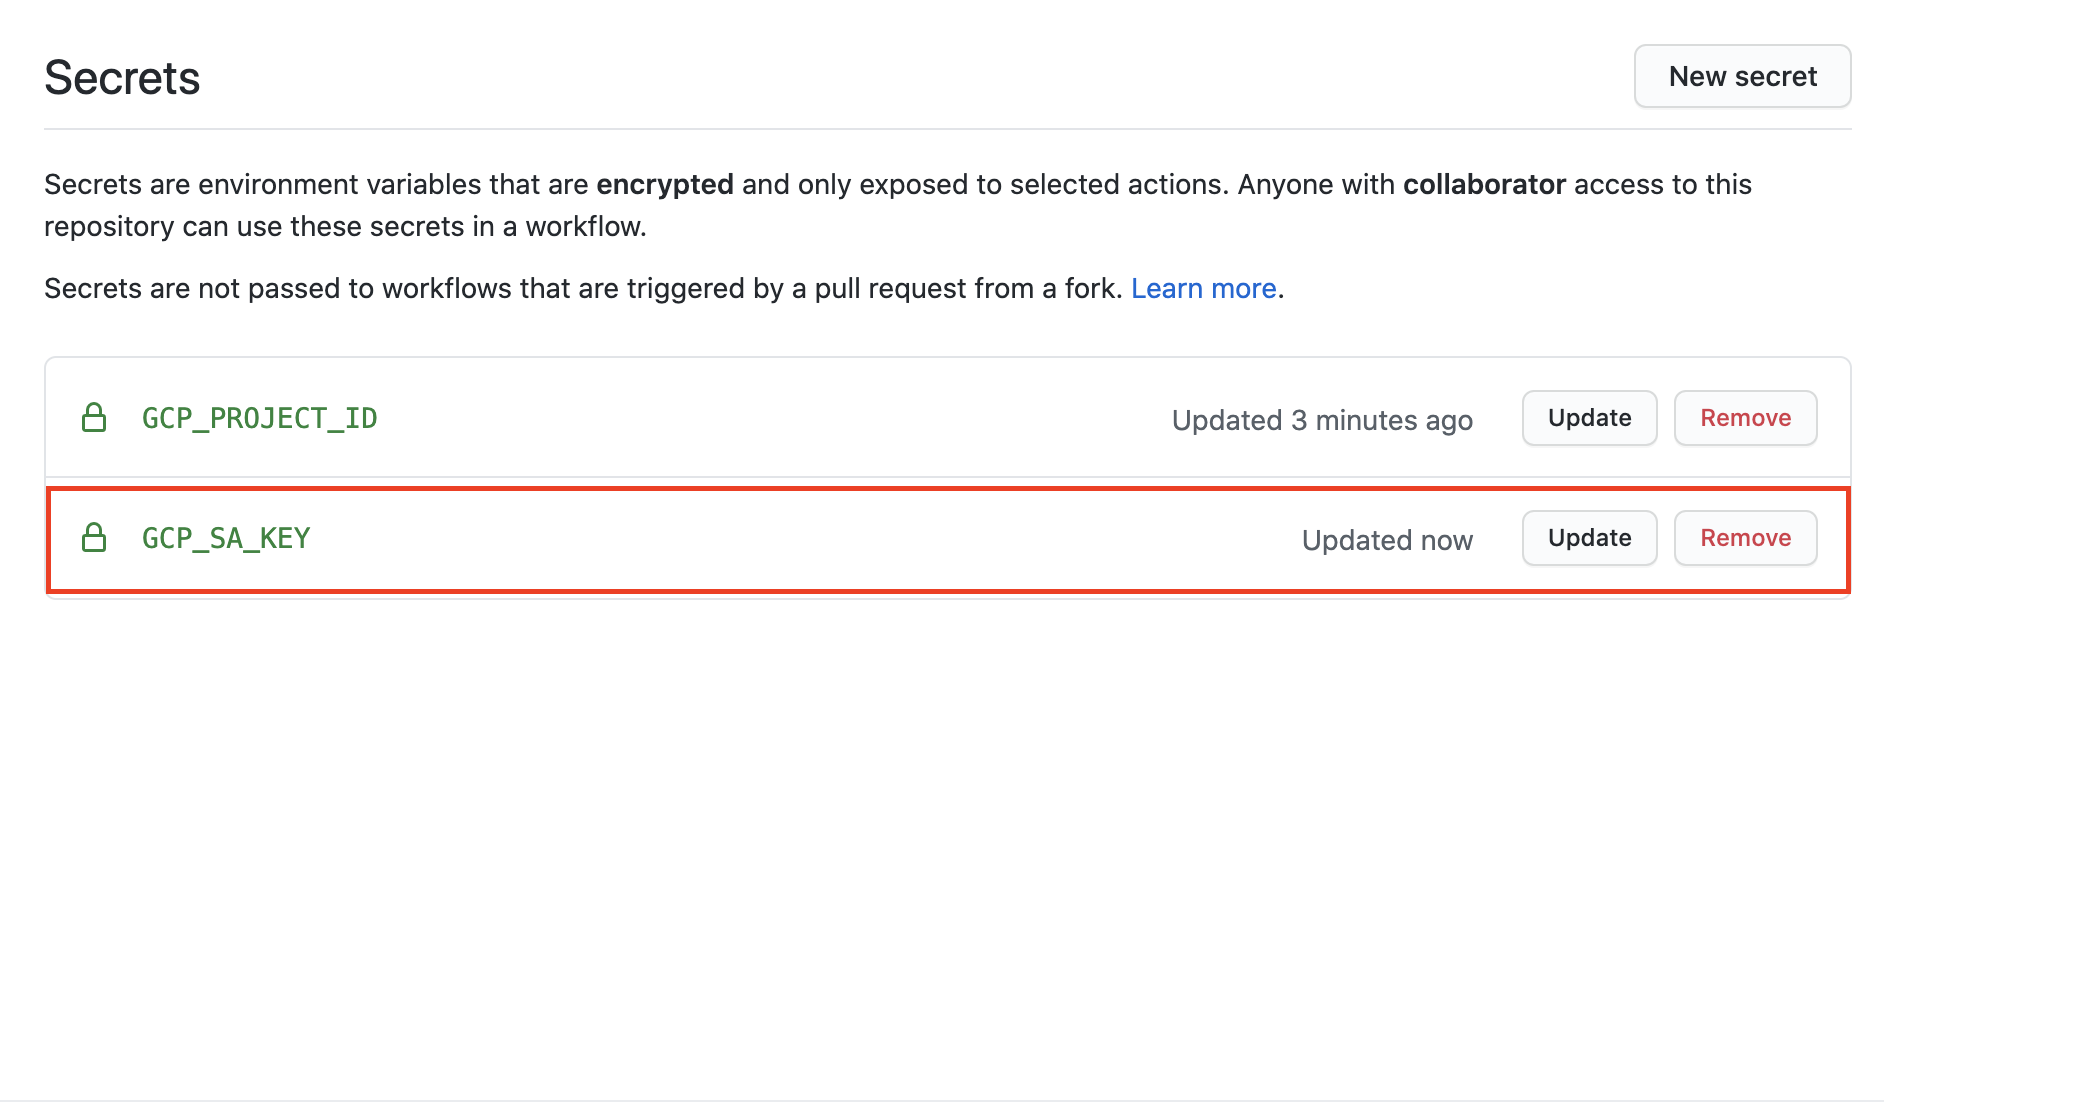 Secrets
New secret
Secrets are environment variables that are encrypted and only exposed to selected actions. Anyone with collaborator access to this
repository can use these secrets in a workflow.
Secrets are not passed to workflows that are triggered by a pull request from a fork. Learn more.
GCP_PROJECT_ID Updated 3 minutes ago Update Remove
GCP_SA_KEY Updated now Update Remove